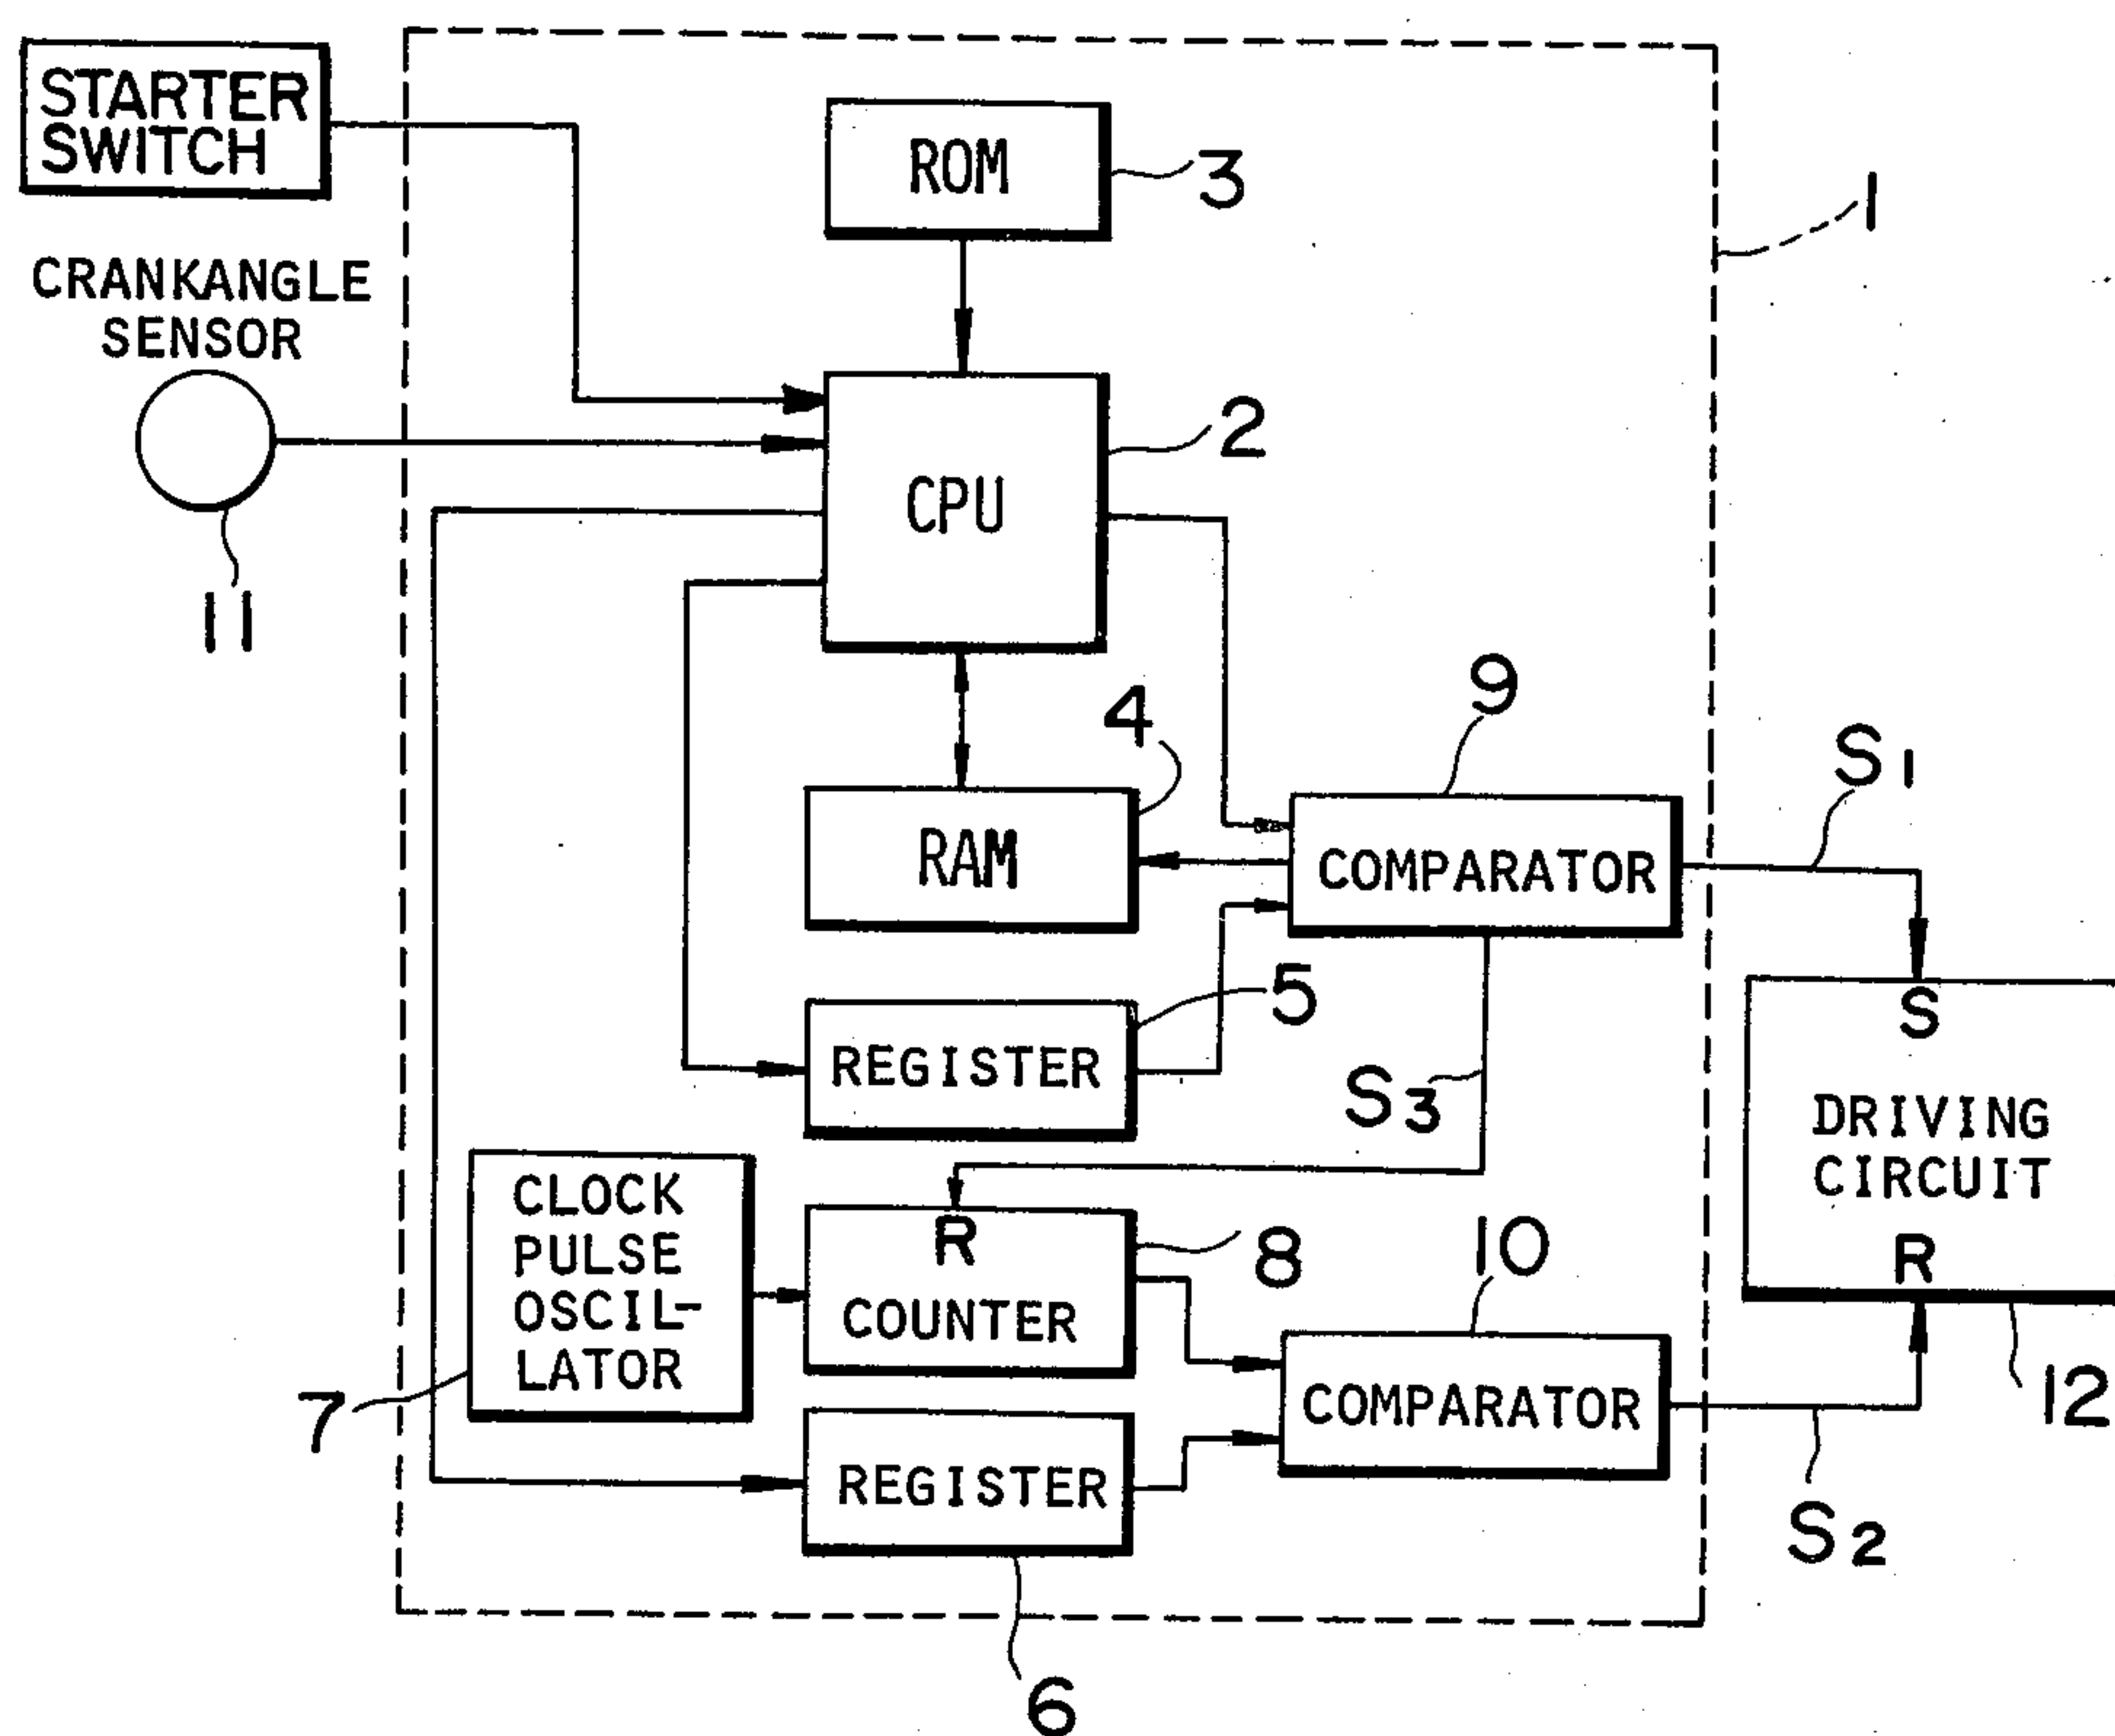 STARTER
SWITCH
ROM
3
1
CRANKANGLE
SENSOR
11
CPU
2
4
RAM
9
COMPARATOR
S1
5
REGISTER
S3
S
DRIVING
CIRCUIT
R
12
CLOCK
PULSE
OSCIL-
LATOR
7
R
COUNTER
8
10
COMPARATOR
REGISTER
S2
6